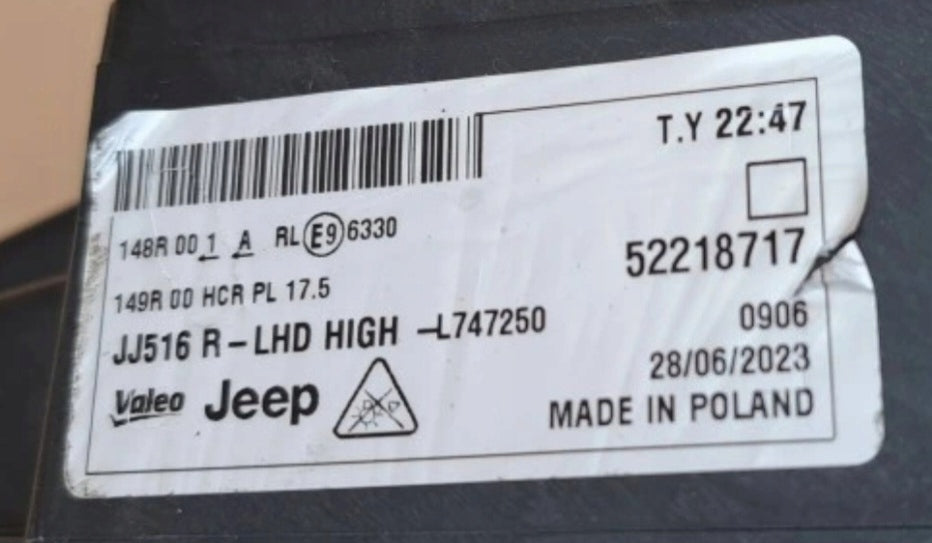 T.Y 22:47
148R 00 1 A RL E9 6330
52218717
149R 00 HCR PL 17.5
0906
JJ516 R-LHD HIGH -L747250
28/06/2023
Valeo Jeep
MADE IN POLAND